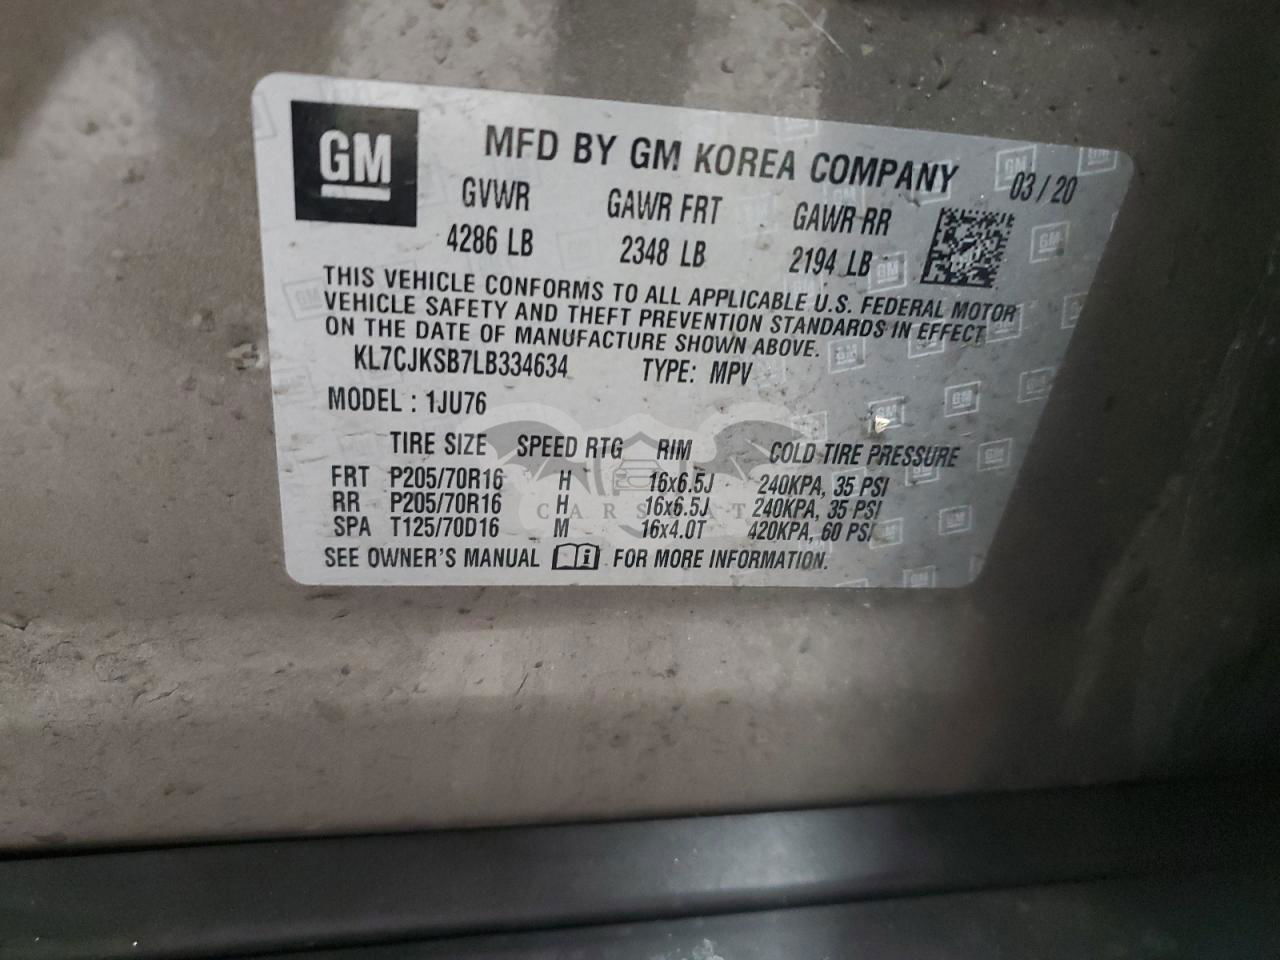 GM
MFD BY GM KOREA COMPANY
03 / 20
GVWR GAWR FRT GAWR RR
4286 LB 2348 LB 2194 LB
THIS VEHICLE CONFORMS TO ALL APPLICABLE U.S. FEDERAL MOTOR
VEHICLE SAFETY AND THEFT PREVENTION STANDARDS IN EFFECT
ON THE DATE OF MANUFACTURE SHOWN ABOVE.
KL7CJKSB7LB334634 TYPE: MPV
MODEL : 1JU76
TIRE SIZE SPEED RTG RIM COLD TIRE PRESSURE
FRT P205/70R16 H 16x6.5J 240KPA, 35 PSI
RR P205/70R16 H 16x6.5J 240KPA, 35 PSI
SPA T125/70D16 M 16x4.0T 420KPA, 60 PSI
SEE OWNER'S MANUAL FOR MORE INFORMATION.